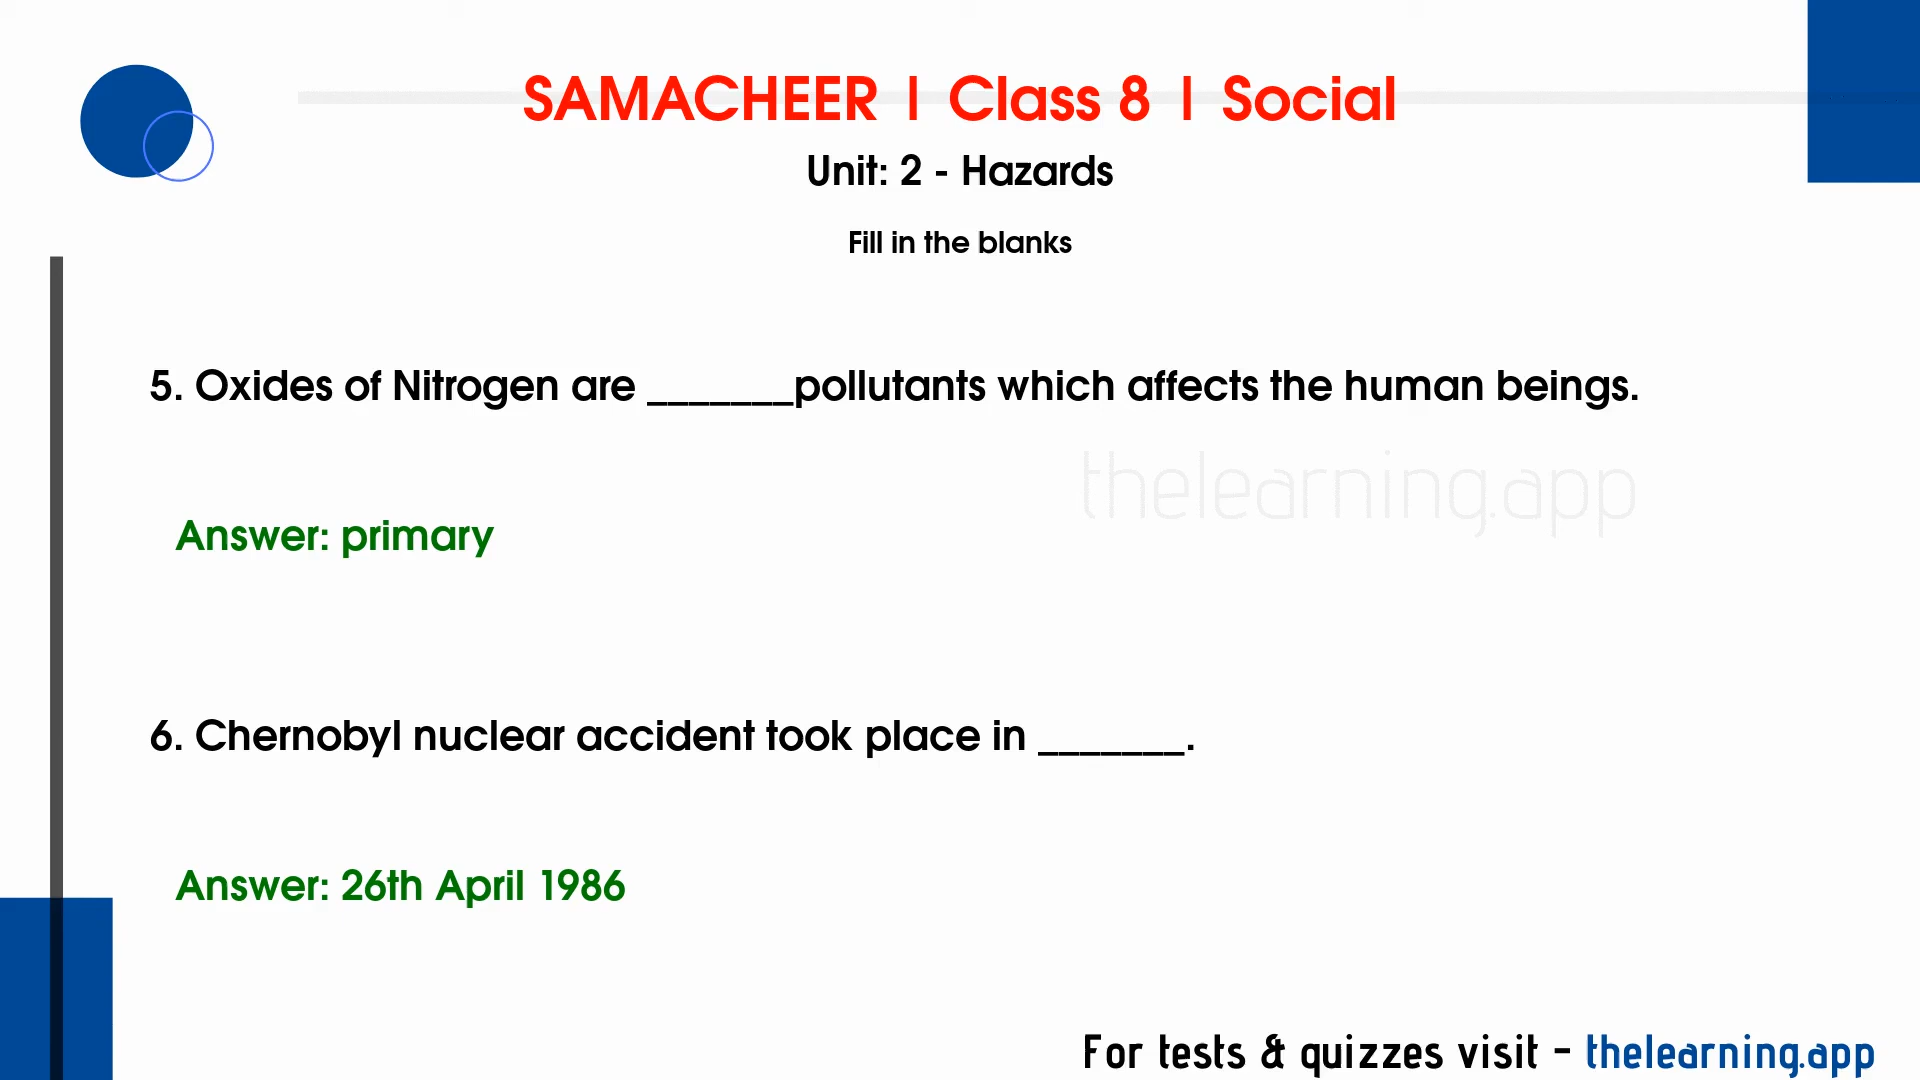 SAMACHEER | Class 8 | Social
Unit: 2 - Hazards
Fill in the blanks
5. Oxides of Nitrogen are _______pollutants which affects the human beings.
thelearning.app
Answer: primary
6. Chernobyl nuclear accident took place in _______.
Answer: 26th April 1986
For tests & quizzes visit - thelearning.app